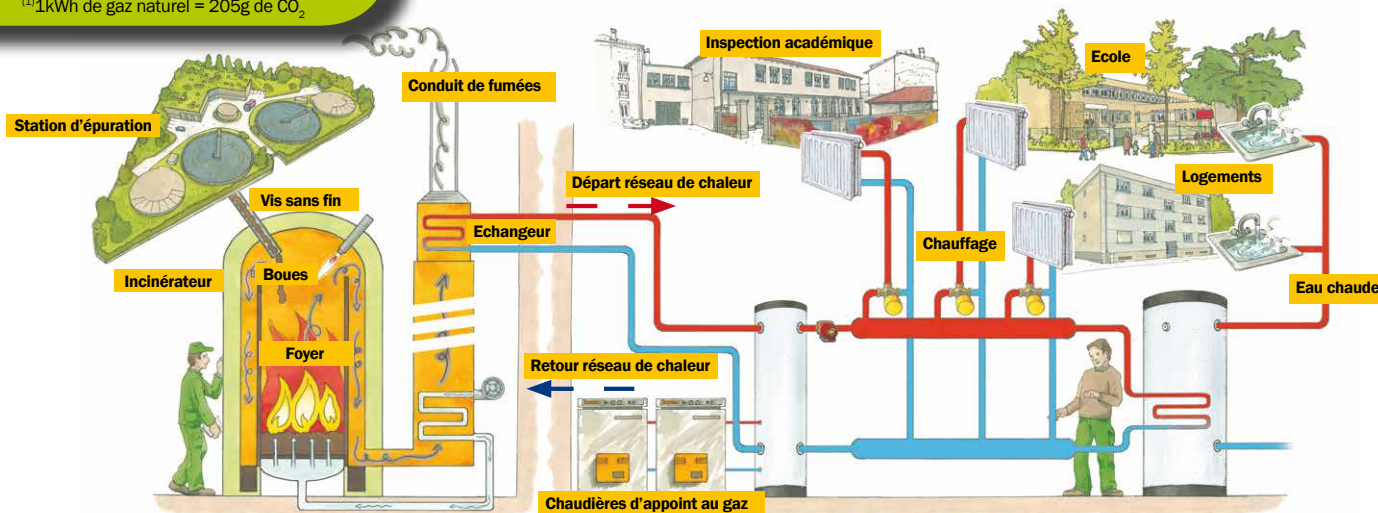 (1)1kWh de gaz naturel = 205g de CO2
Inspection académique
Ecole
Conduit de fumées
Station d'épuration
Départ réseau de chaleur
Logements
Vis sans fin
Echangeur
Chauffage
Incinérateur
Boues
Eau chaude
Foyer
Retour réseau de chaleur
Chaudières d'appoint au gaz